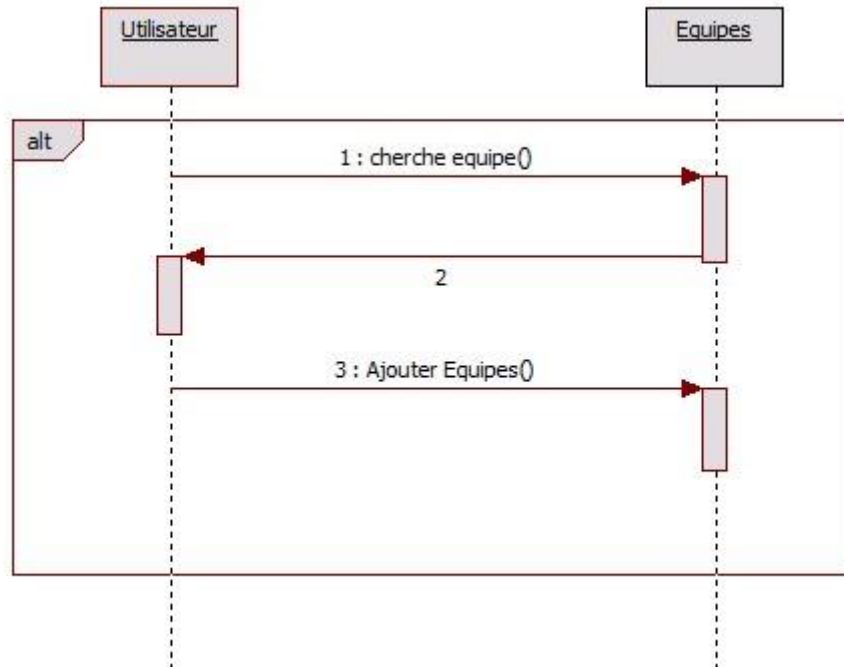 Utilisateur
Equipes
alt
1 : cherche equipe()
2
3 : Ajouter Equipes()